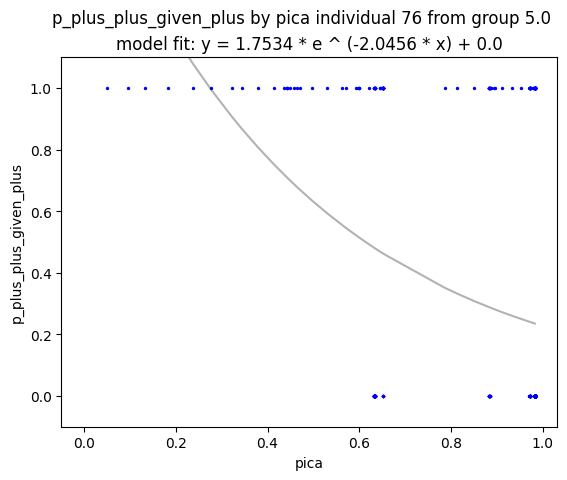 p_plus_plus_given_plus by pica individual 76 from group 5.0
model fit: y = 1.7534 * e ^ (-2.0456 * x) + 0.0
1.0
0.8
0.6
0.4
0.2
0.0
p_plus_plus_given_plus
0.0 0.2 0.4 0.6 0.8 1.0
pica